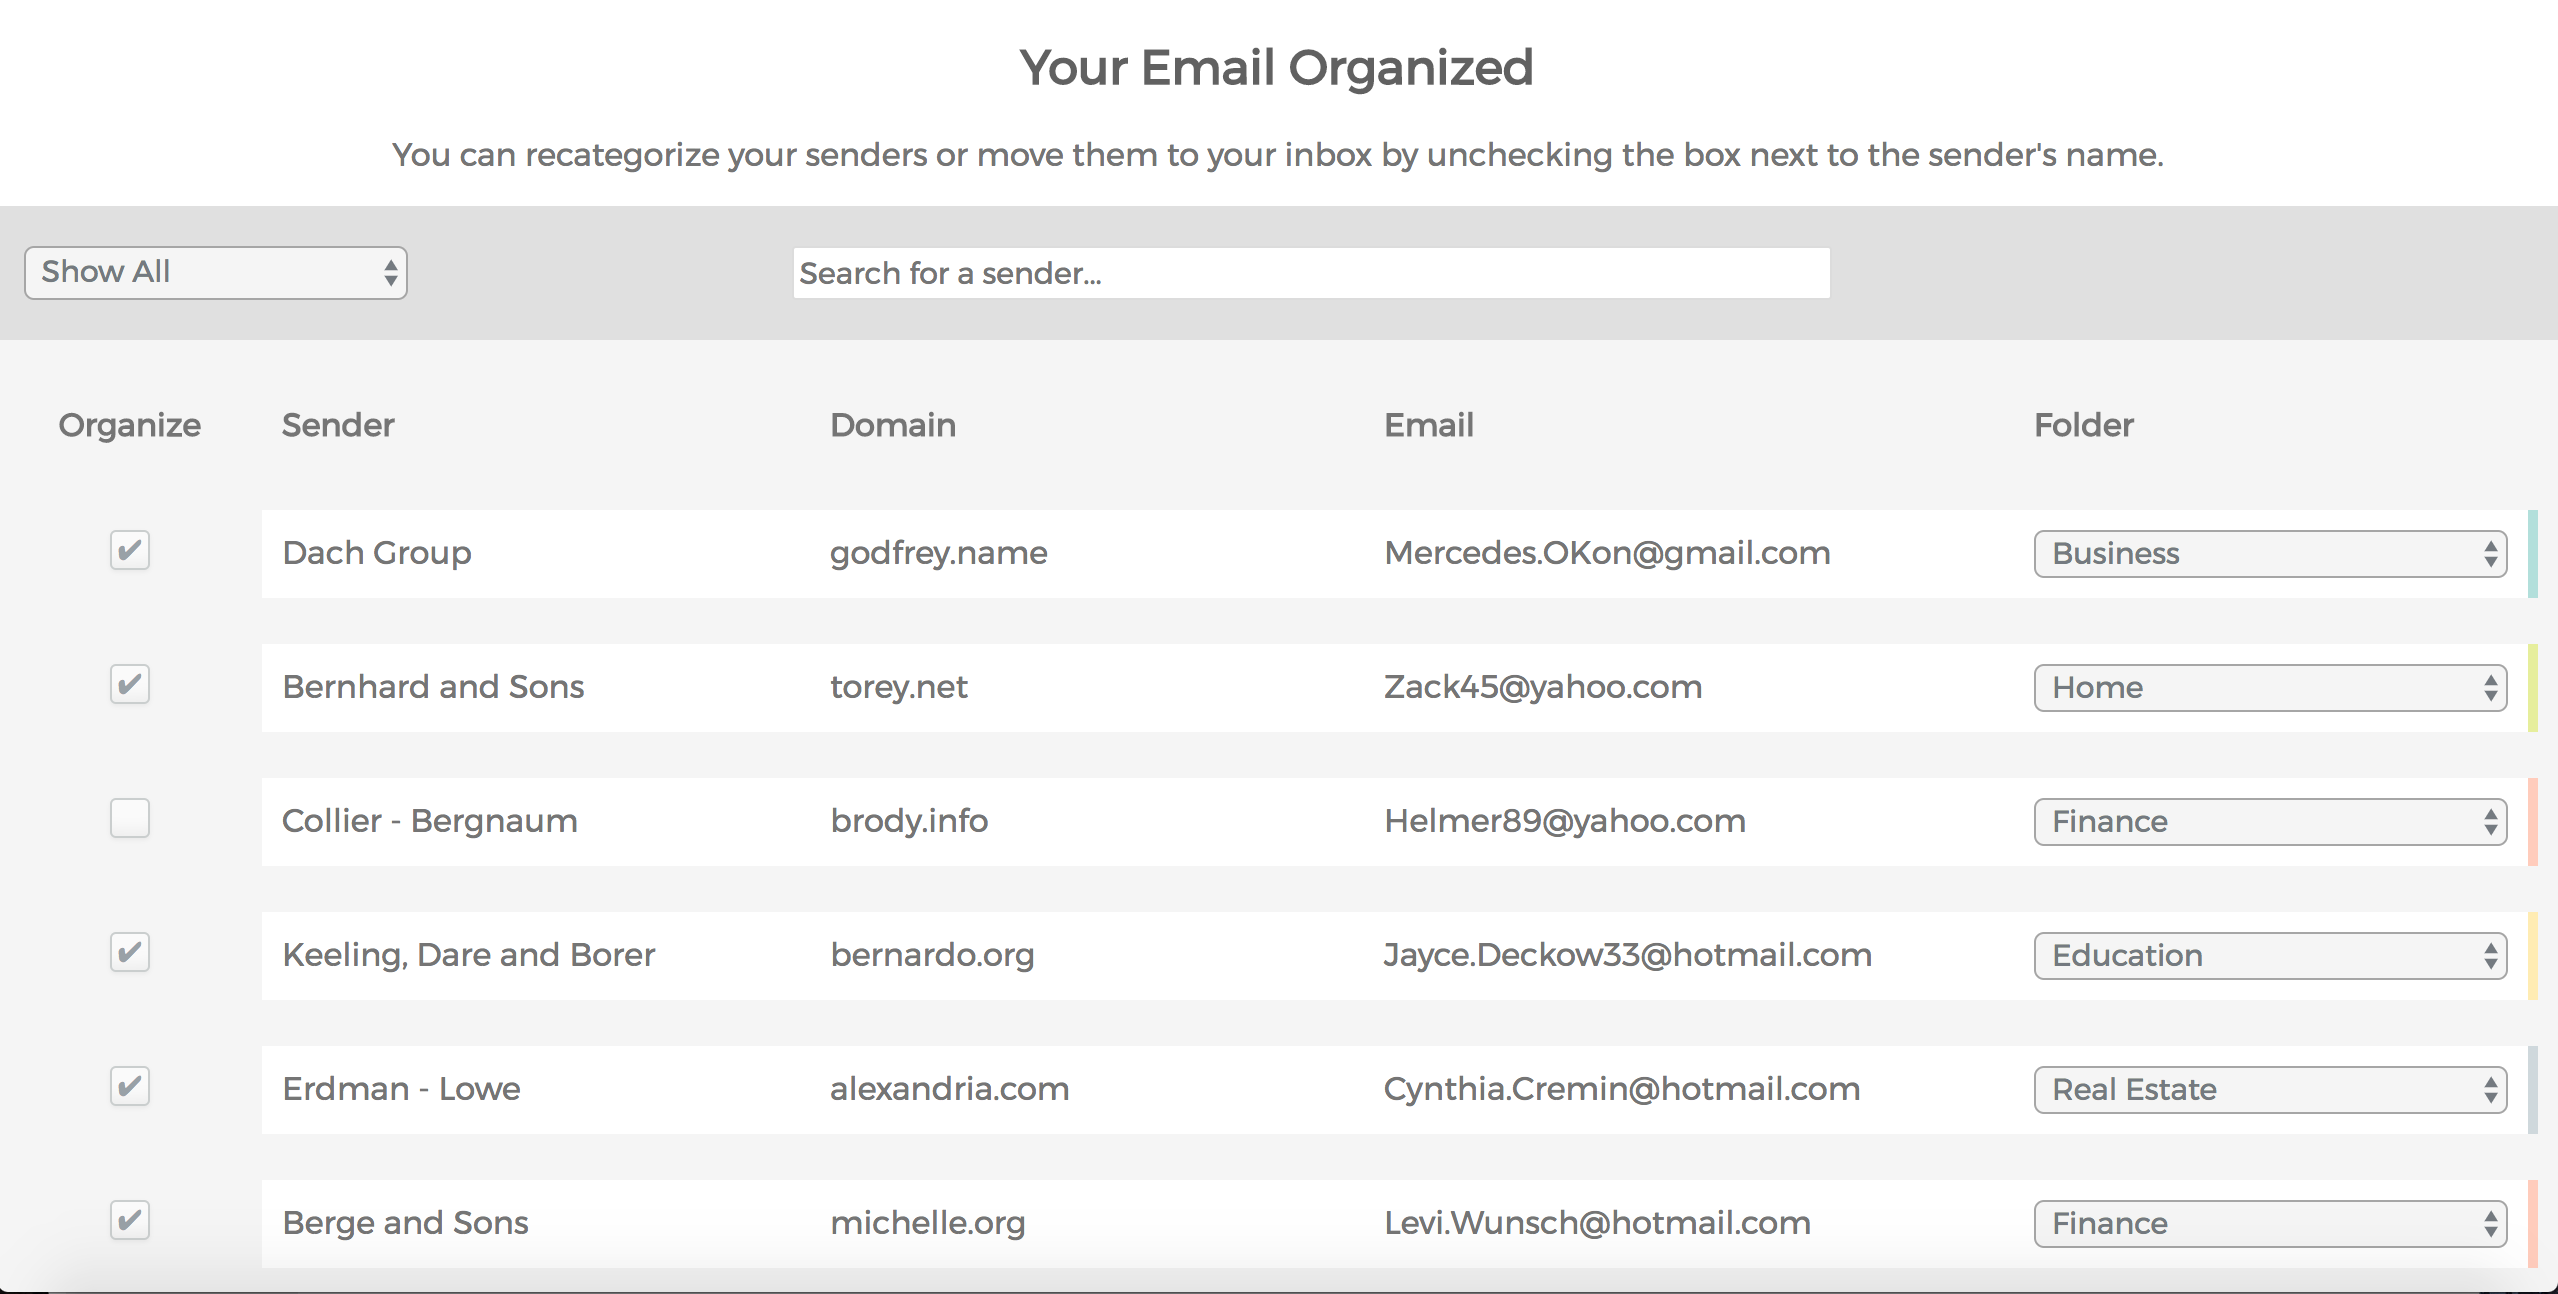 Your Email Organized
You can recategorize your senders or move them to your inbox by unchecking the box next to the sender's name.
Show All Search for a sender...
Organize Sender Domain Email Folder
Dach Group godfrey.name Mercedes.OKon@gmail.com Business
Bernhard and Sons torey.net Zack45@yahoo.com Home
Collier - Bergnaum brody.info Helmer89@yahoo.com Finance
Keeling, Dare and Borer bernardo.org Jayce.Deckow33@hotmail.com Education
Erdman - Lowe alexandria.com Cynthia.Cremin@hotmail.com Real Estate
Berge and Sons michelle.org Levi.Wunsch@hotmail.com Finance